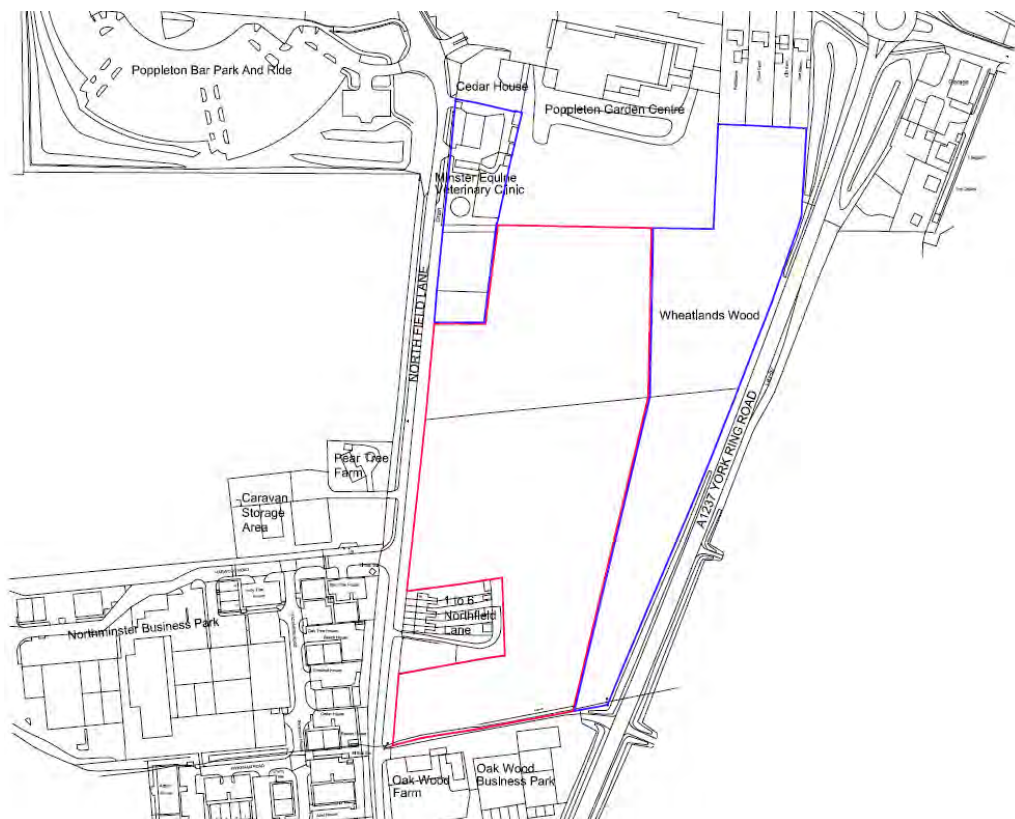 Poppleton Bar Park And Ride
Cedar House
Poppleton Garden Centre
Minster Equine
Veterinary Clinic
NORTH FIELD LANE
Wheatlands Wood
A1237 YORK RING ROAD
Pear Tree
Farm
Caravan
Storage
Area
1 to 6
Northfield
Lane
Northminster Business Park
Oak Wood
Farm
Oak Wood
Business Park